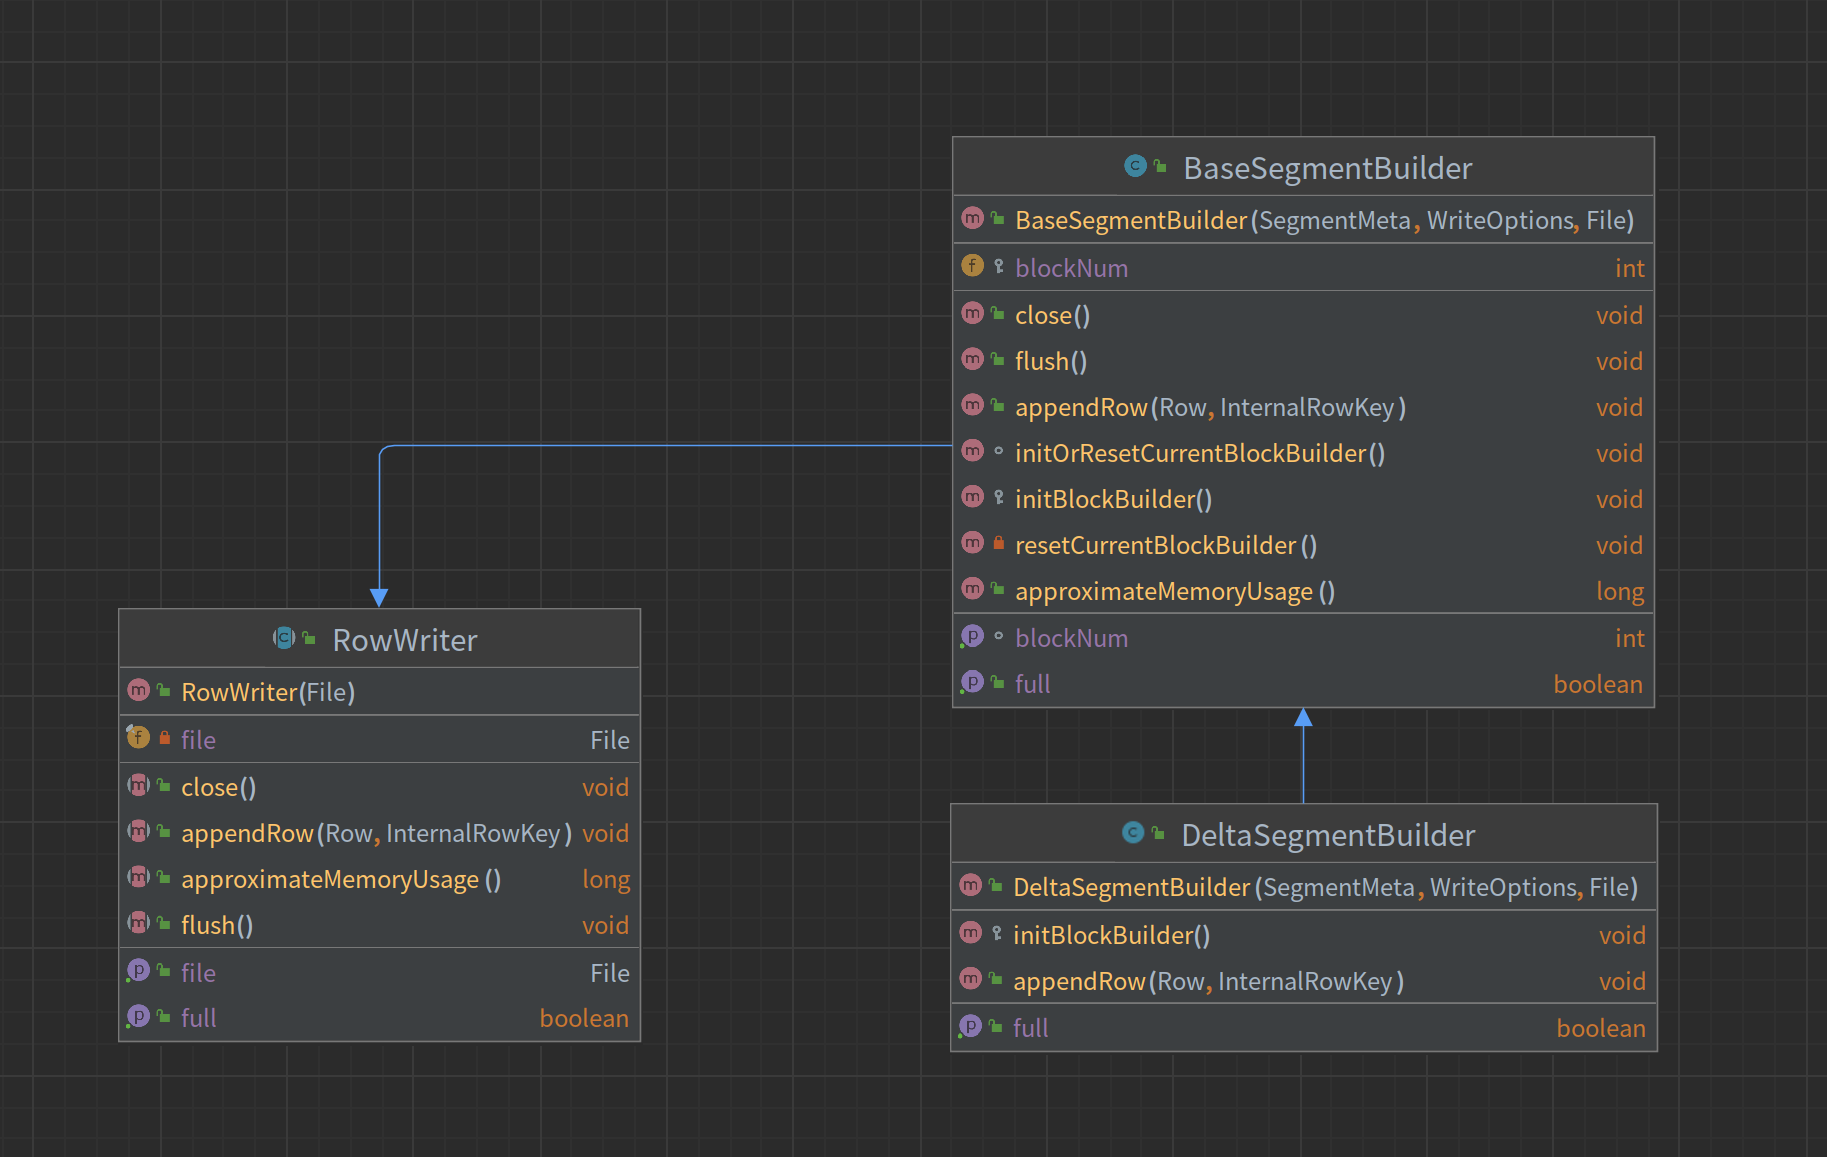 BaseSegmentBuilder
BaseSegmentBuilder(SegmentMeta, WriteOptions, File)
blockNum int
close() void
flush() void
appendRow(Row, InternalRowKey) void
initOrResetCurrentBlockBuilder() void
initBlockBuilder() void
resetCurrentBlockBuilder() void
approximateMemoryUsage() long
blockNum int
full boolean
RowWriter
RowWriter(File)
file File
close() void
appendRow(Row, InternalRowKey) void
approximateMemoryUsage() long
flush() void
file File
full boolean
DeltaSegmentBuilder
DeltaSegmentBuilder(SegmentMeta, WriteOptions, File)
initBlockBuilder() void
appendRow(Row, InternalRowKey) void
full boolean